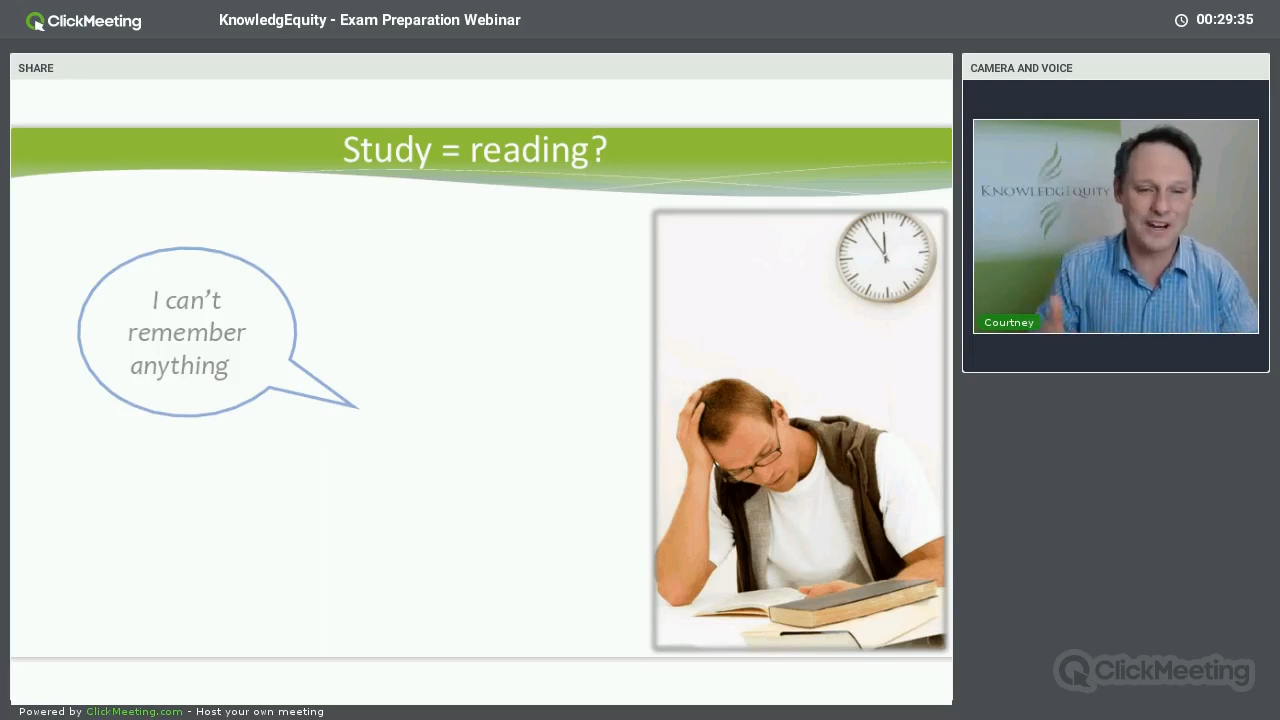 ClickMeeting
KnowledgEquity - Exam Preparation Webinar
00:29:35
SHARE
CAMERA AND VOICE
Study = reading?
I can't
remember
anything
KNOWLEDGEQUITY
Courtney
ClickMeeting
Powered by ClickMeeting.com - Host your own meeting